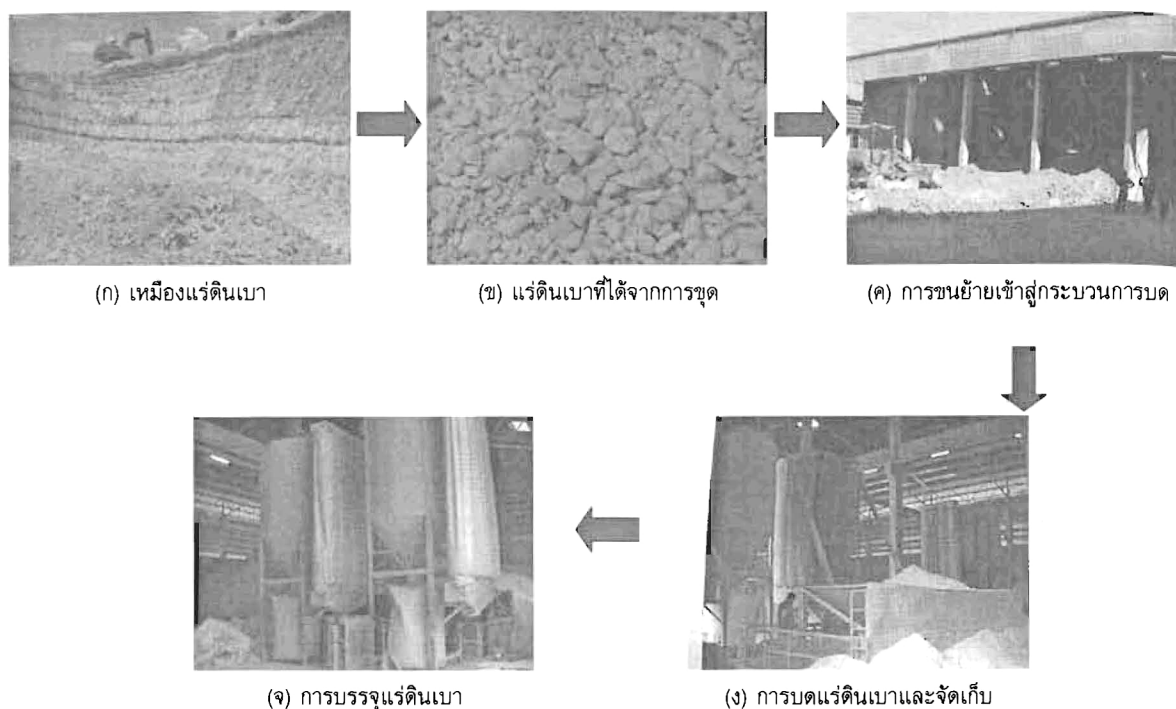 (ก) เหมืองแร่ดินเบา
(ข) แร่ดินเบาที่ได้จากการขุด
(ค) การขนย้ายเข้าสู่กระบวนการบด
(ง) การบดแร่ดินเบาและจัดเก็บ
(จ) การบรรจุแร่ดินเบา